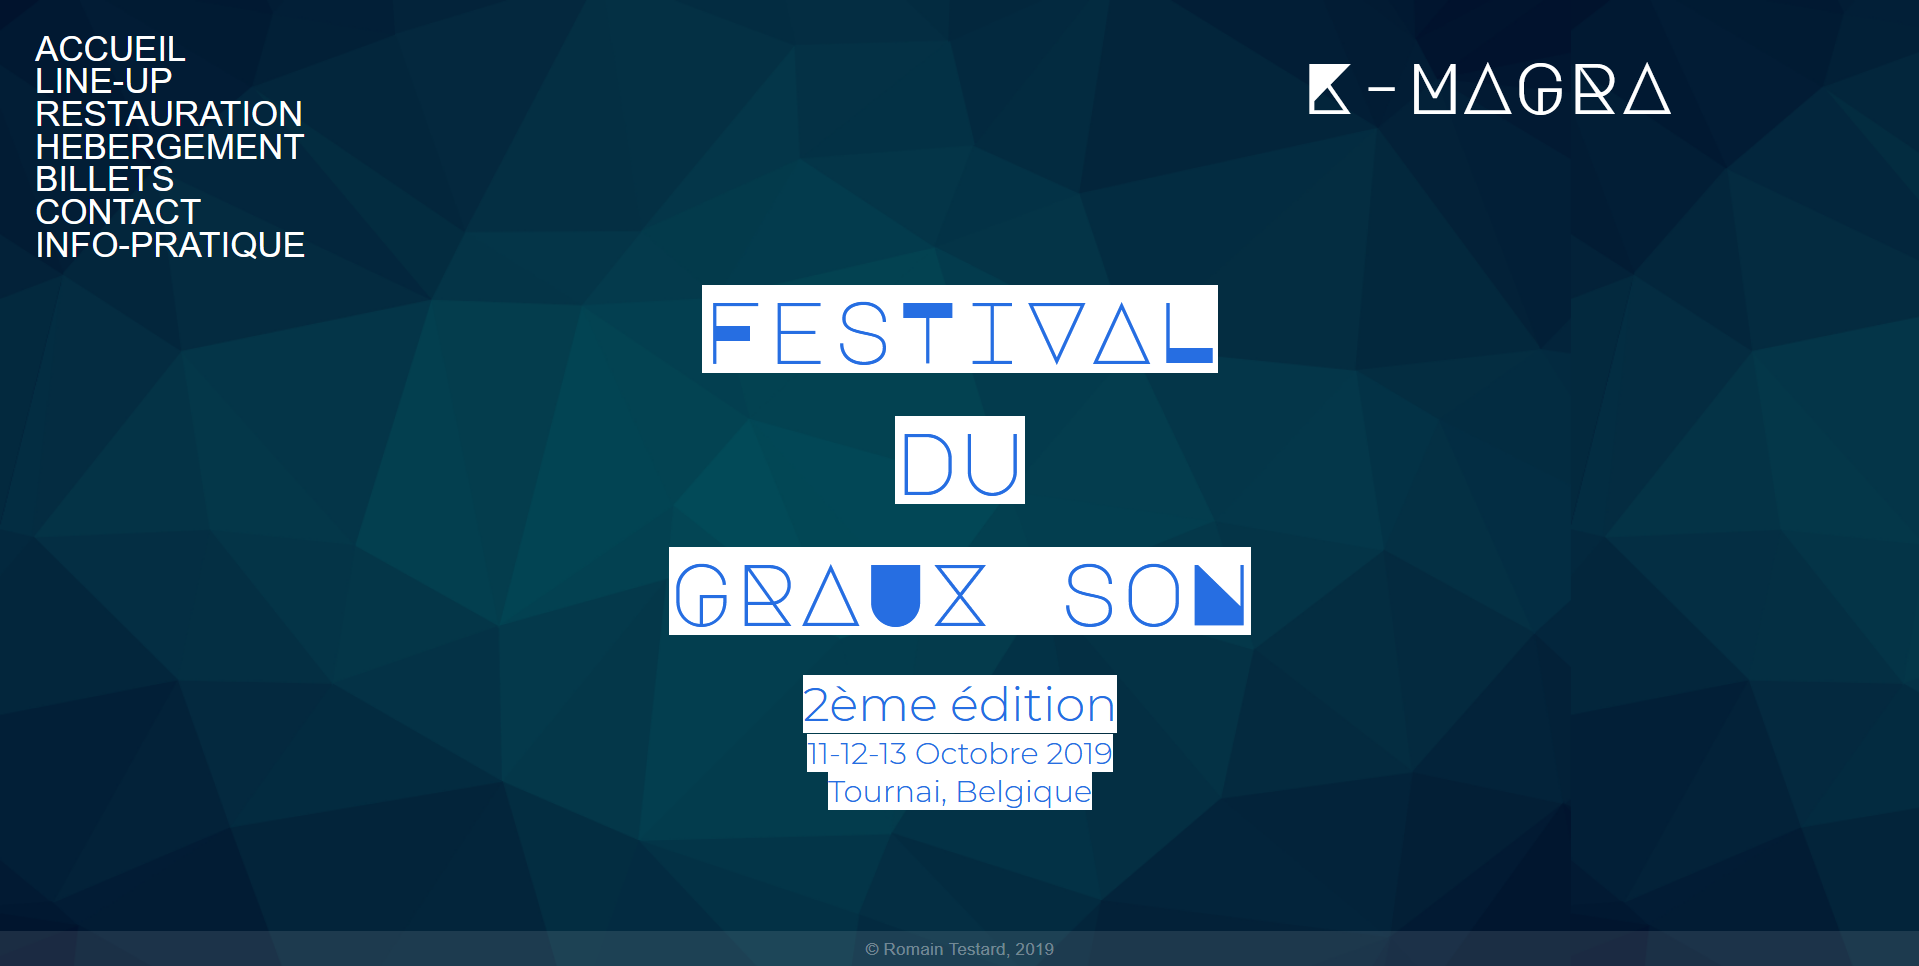 ACCUEIL
LINE-UP
RESTAURATION
HEBERGEMENT
BILLETS
CONTACT
INFO-PRATIQUE
K-MAGRA
FESTIVAL
DU
GRAUX SON
2ème édition
11-12-13 Octobre 2019
Tournai, Belgique
© Romain Testard, 2019